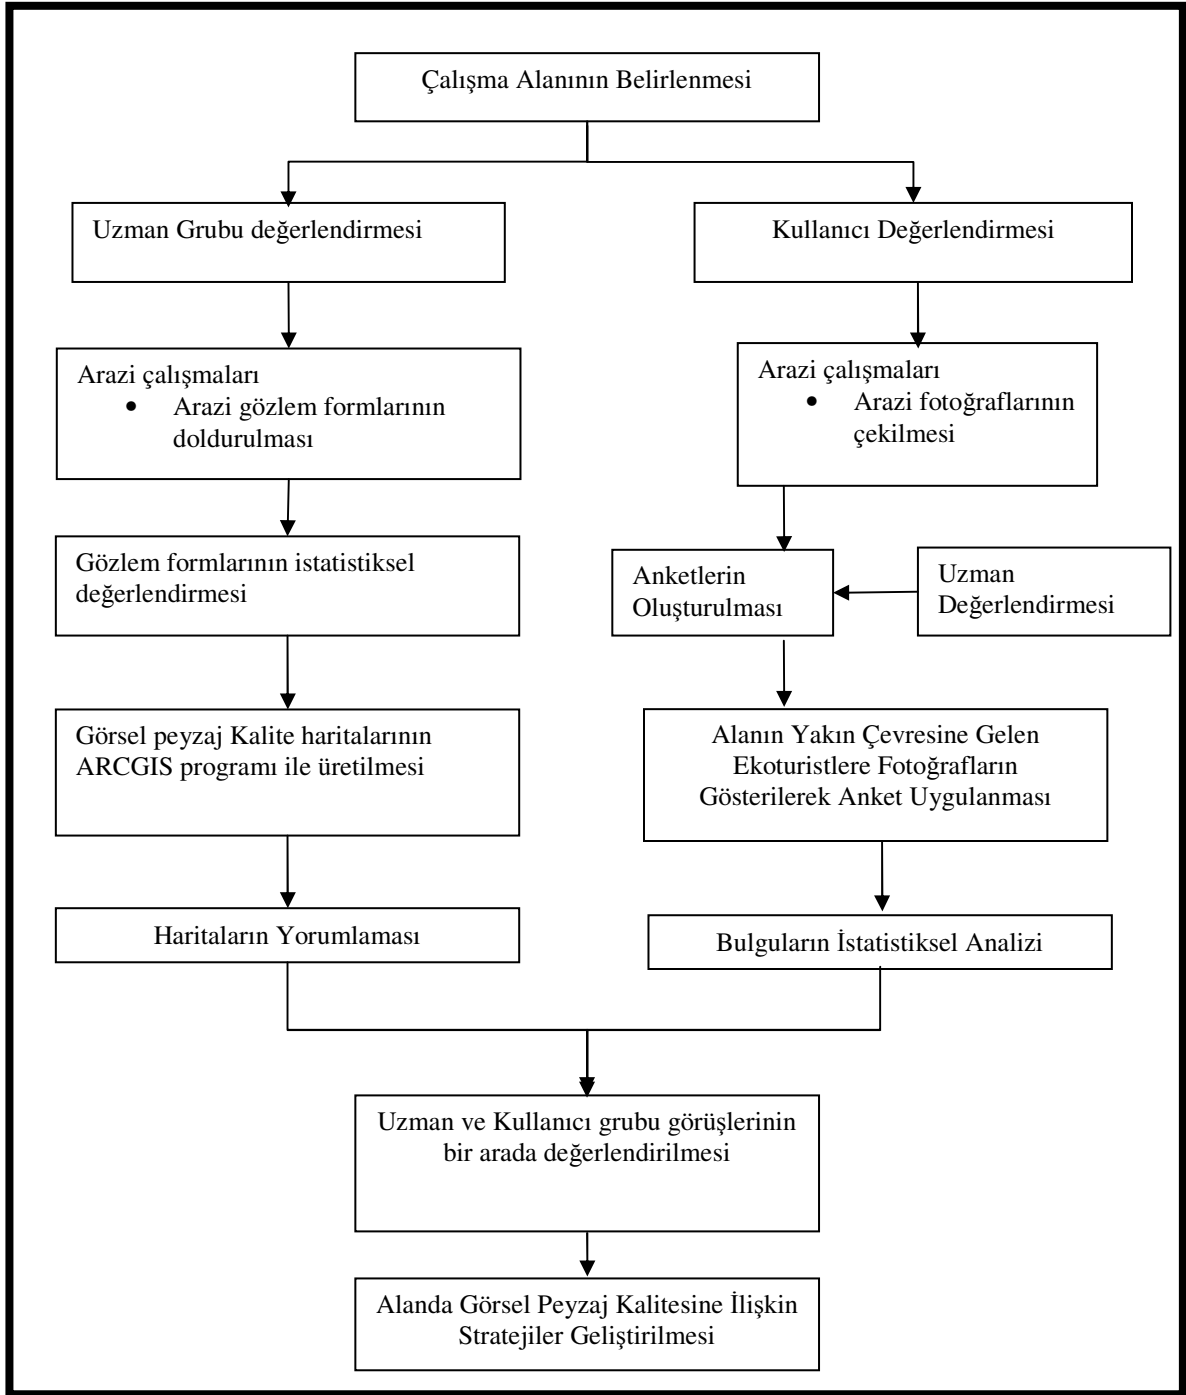 Çalışma Alanının Belirlenmesi
Uzman Grubu değerlendirmesi
Kullanıcı Değerlendirmesi
Arazi çalışmaları
• Arazi gözlem formlarının
doldurulması
Arazi çalışmaları
• Arazi fotoğraflarının
çekilmesi
Gözlem formlarının istatistiksel
değerlendirmesi
Anketlerin
Oluşturulması
Uzman
Değerlendirmesi
Görsel peyzaj Kalite haritalarının
ARCGIS programı ile üretilmesi
Alanın Yakın Çevresine Gelen
Ekoturistlere Fotoğrafların
Gösterilerek Anket Uygulanması
Haritaların Yorumlaması
Bulguların İstatistiksel Analizi
Uzman ve Kullanıcı grubu görüşlerinin
bir arada değerlendirilmesi
Alanda Görsel Peyzaj Kalitesine İlişkin
Stratejiler Geliştirilmesi